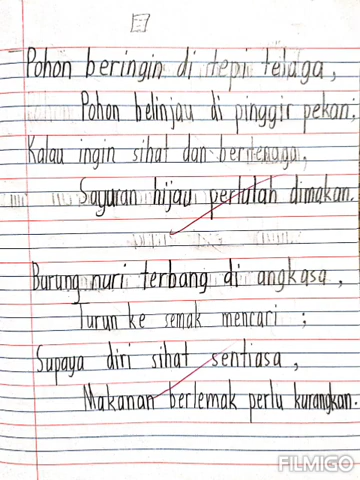 Pohon beringin di tepi telaga,
Pohon belinjau di pinggir pekan;
Kalau ingin sihat dan bertenaga,
Sayuran hijau perlulah dimakan.
Burung nuri terbang di angkasa,
Turun ke semak mencari ;
Supaya diri sihat sentiasa,
Makanan berlemak perlu kurangkan.
FILMIGO